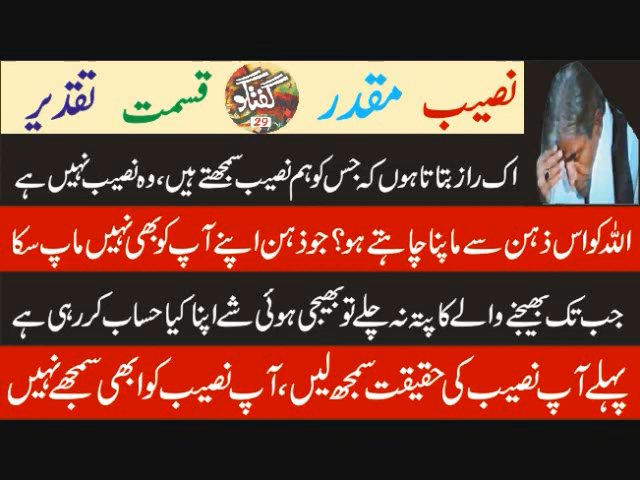 نصیب مقدر گفتگو 29 قسمت تقدیر
اک راز بتاتا ہوں کہ جس کو ہم نصیب سمجھتے ہیں، وہ نصیب نہیں ہے
اللہ کو اس ذہن سے ماپنا چاہتے ہو؟ جو ذہن اپنے آپ کو بھی نہیں ماپ سکا
جب تک بھیجنے والے کا پتہ نہ چلے تو بھیجی ہوئی شے اپنا کیا حساب کر رہی ہے
پہلے آپ نصیب کی حقیقت سمجھ لیں، آپ نصیب کو ابھی سمجھے نہیں